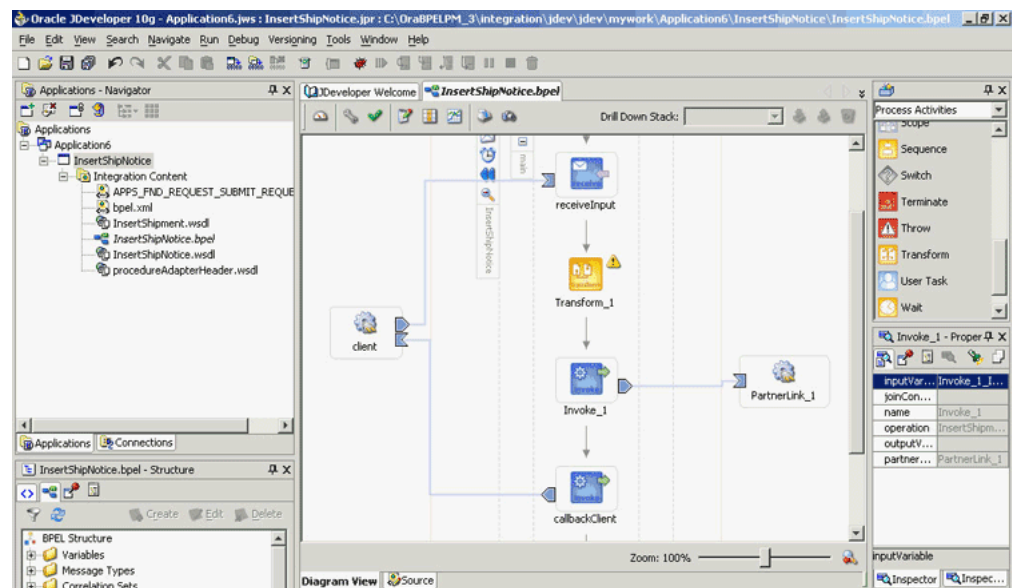 Oracle JDeveloper 10g - Application6.jws : InsertShipNotice.jpr : C:\OraBPELPM_3\integration\jdev\jdev\mywork\Application6\InsertShipNotice\InsertShipNotice.bpel
File Edit View Search Navigate Run Debug Versioning Tools Window Help
Applications - Navigator
Applications
Application6
InsertShipNotice
Integration Content
APPS_FND_REQUEST_SUBMIT_REQUE
bpel.xml
InsertShipment.wsdl
InsertShipNotice.bpel
InsertShipNotice.wsdl
procedureAdapterHeader.wsdl
Applications Connections
InsertShipNotice.bpel - Structure
Create Edit Delete
BPEL Structure
Variables
Message Types
Correlation Sets
JDeveloper Welcome InsertShipNotice.bpel
Drill Down Stack:
main
InsertShipNotice
receive
receiveInput
transform
Transform_1
client
invoke
Invoke_1
PartnerLink_1
invoke
callbackClient
Zoom: 100%
Diagram View Source
Process Activities
Scope
Sequence
Switch
Terminate
Throw
Transform
User Task
Wait
Invoke_1 - Proper
inputVar... Invoke_1_I...
joinCon...
name Invoke_1
operation InsertShipm...
outputV...
partner... PartnerLink_1
inputVariable
Inspector Inspec...